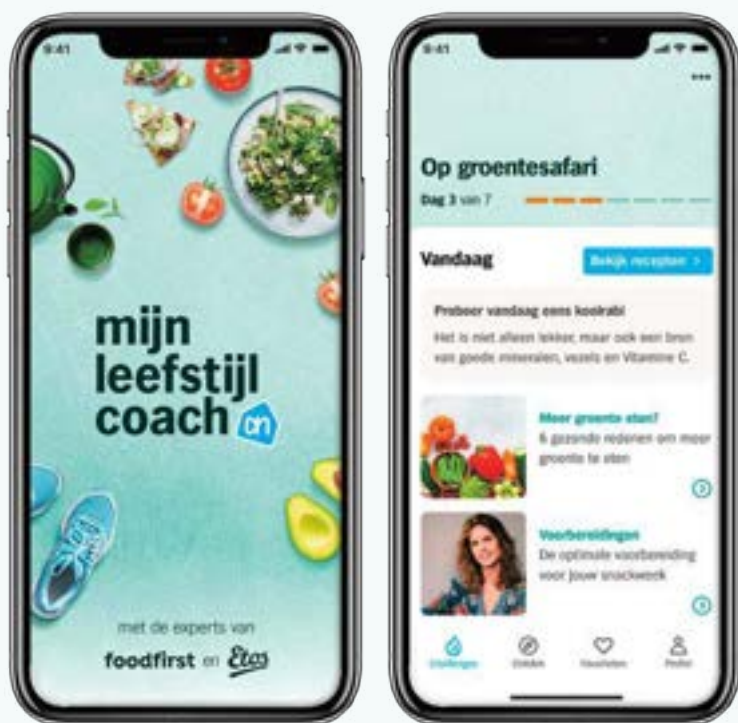 9:41
mijn
leefstijl
coach
met de experts van
foodfirst en Etos
9:41
Op groentesafari
Dag 3 van 7
Vandaag
Bekijk recepten >
Probeer vandaag eens koolrabi
Het is niet alleen lekker, maar ook een bron
van goede mineralen, vezels en Vitamine C.
Meer groente eten?
6 gezonde redenen om meer
groente te eten
Voorbereidingen
De optimale voorbereiding
voor jouw snackweek
Challenges
Ontdek
Favorieten
Profiel